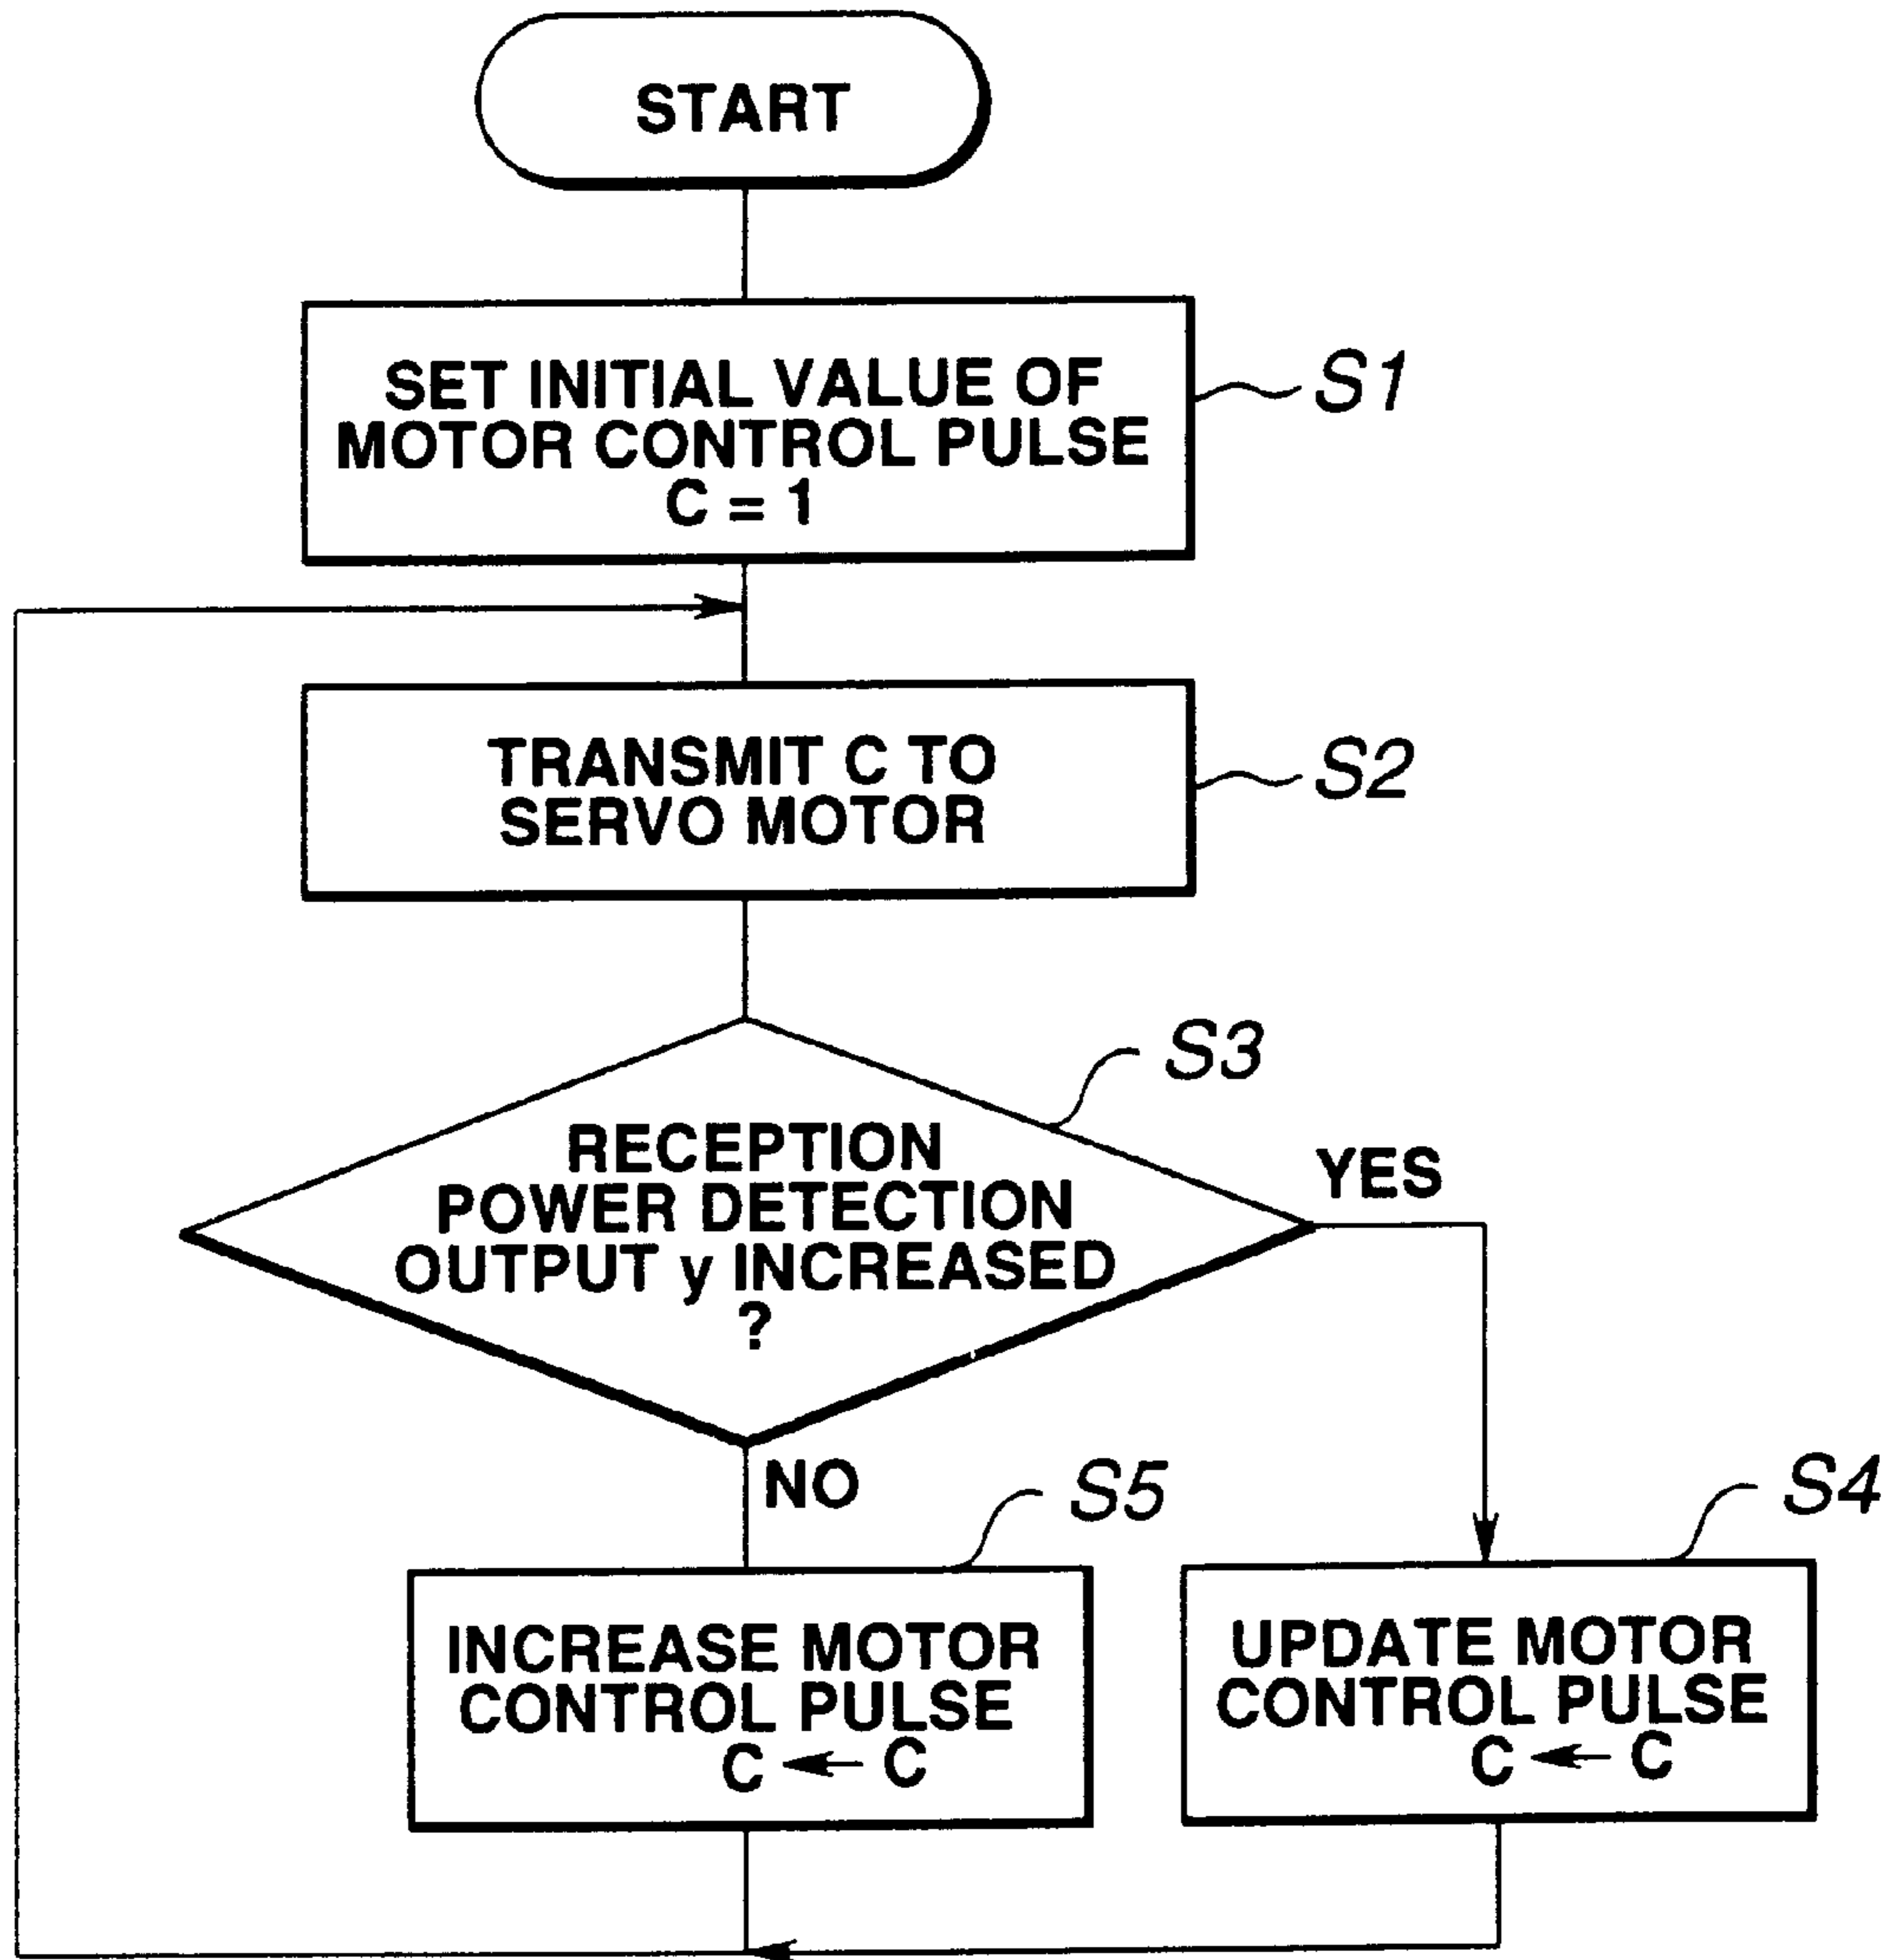 START
SET INITIAL VALUE OF
MOTOR CONTROL PULSE
C = 1
S1
TRANSMIT C TO
SERVO MOTOR
S2
S3
RECEPTION
POWER DETECTION
OUTPUT y INCREASED
?
YES
NO
S5
INCREASE MOTOR
CONTROL PULSE
C ← C
S4
UPDATE MOTOR
CONTROL PULSE
C ← C